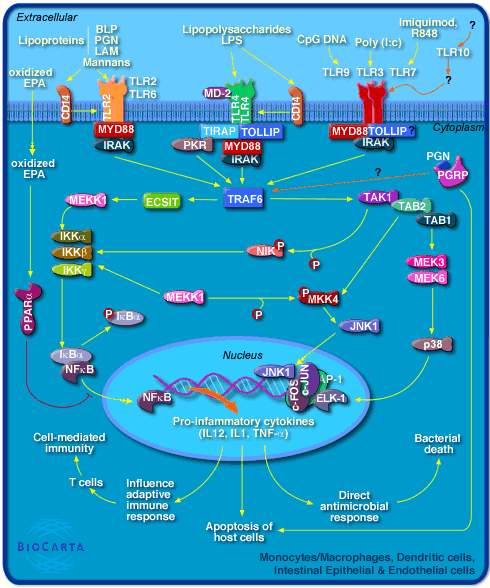 Extracellular
Lipoproteins
BLP
PGN
LAM
Mannans
Lipopolysaccharides
LPS
CpG DNA
Poly (I:c)
Imiquimod,
R848
?
oxidized
EPA
CD14
TLR2
TLR2
TLR6
MD-2
TLR4
TLR4
CD14
TLR9
TLR3
TLR7
TLR10
?
MYD88
IRAK
TIRAP
TOLLIP
PKR
MYD88
IRAK
MYD88
TOLLIP
?
IRAK
Cytoplasm
oxidized
EPA
PGN
PGRP
?
MEKK1
ECSIT
TRAF6
TAK1
TAB2
TAB1
IKKα
IKKβ
IKKγ
NIK
P
P
MEK3
MEK6
PPARα
MEKK1
P
P
MKK4
P
IκBα
JNK1
p38
IκBα
NFκB
Nucleus
JNK1
c-FOS
c-JUN
AP-1
ELK-1
NFκB
Pro-inflammatory cytokines
(IL12, IL1, TNF-α)
Cell-mediated
immunity
T cells
Influence
adaptive
immune
response
Apoptosis of
host cells
Direct
antimicrobial
response
Bacterial
death
BIOCARTA
Monocytes/Macrophages, Dendritic cells,
Intestinal Epithelial & Endothelial cells